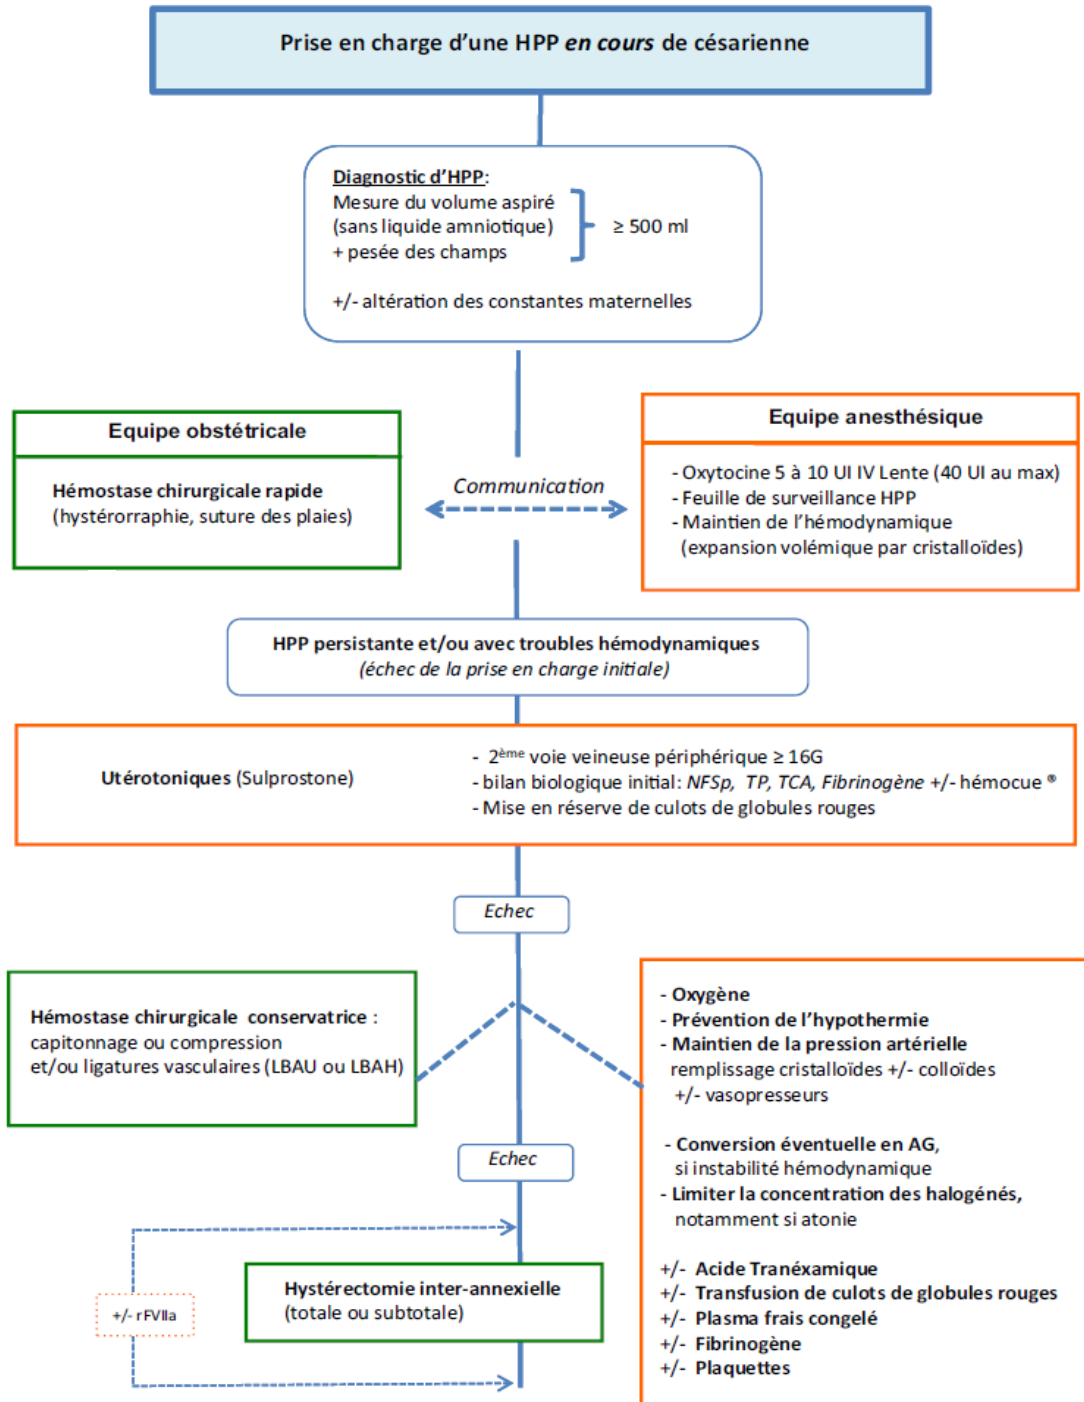 Prise en charge d'une HPP en cours de césarienne
Diagnostic d'HPP:
Mesure du volume aspiré
(sans liquide amniotique)
+ pesée des champs
≥ 500 ml
+/- altération des constantes maternelles
Equipe obstétricale
Hémostase chirurgicale rapide
(hystérorraphie, suture des plaies)
Communication
Equipe anesthésique
- Oxytocine 5 à 10 UI IV Lente (40 UI au max)
- Feuille de surveillance HPP
- Maintien de l'hémodynamique
(expansion volémique par cristalloïdes)
HPP persistante et/ou avec troubles hémodynamiques
(échec de la prise en charge initiale)
Utérotoniques (Sulprostone)
- 2ème voie veineuse périphérique ≥ 16G
- bilan biologique initial: NFSp, TP, TCA, Fibrinogène +/- hémocue ®
- Mise en réserve de culots de globules rouges
Echec
Hémostase chirurgicale conservatrice :
capitonnage ou compression
et/ou ligatures vasculaires (LBAU ou LBAH)
- Oxygène
- Prévention de l'hypothermie
- Maintien de la pression artérielle
remplissage cristalloïdes +/- colloïdes
+/- vasopresseurs
- Conversion éventuelle en AG,
si instabilité hémodynamique
- Limiter la concentration des halogénés,
notamment si atonie
+/- Acide Tranéxamique
+/- Transfusion de culots de globules rouges
+/- Plasma frais congelé
+/- Fibrinogène
+/- Plaquettes
Echec
+/- rFVIIa
Hystérectomie inter-annexielle
(totale ou subtotale)